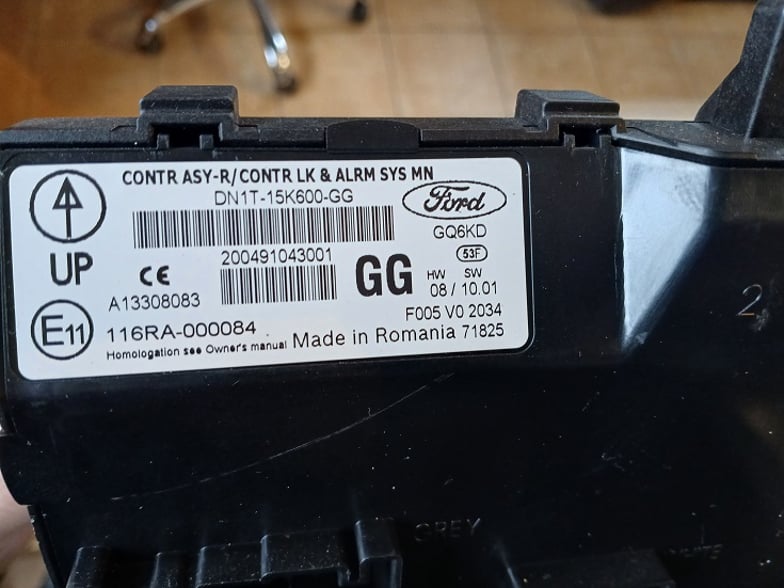 CONTR ASY-R/CONTR LK & ALRM SYS MN
DN1T-15K600-GG
Ford
GQ6KD
UP
CE
200491043001
GG
53F
HW SW
08 / 10.01
A13308083
F005 V0 2034
E11
116RA-000084
Homologation see Owner's manual Made in Romania 71825
2
GREY